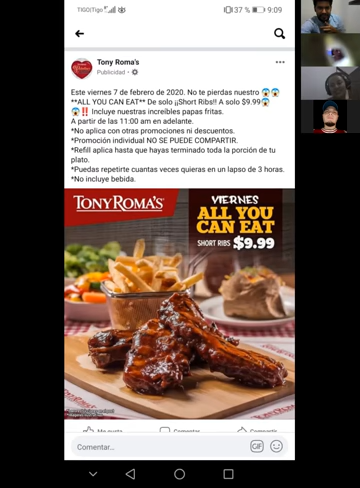 TIGO|Tigo
37 %
9:09
Tony Roma's
Publicidad
Este viernes 7 de febrero de 2020. No te pierdas nuestro
**ALL YOU CAN EAT** De solo ¡¡Short Ribs!! A solo $9.99
!! Incluye nuestras increíbles papas fritas.
A partir de las 11:00 am en adelante.
*No aplica con otras promociones ni descuentos.
*Promoción individual NO SE PUEDE COMPARTIR.
*Refill aplica hasta que hayas terminado toda la porción de tu
plato.
*Puedas repetirte cuantas veces quieras en un lapso de 3 horas.
*No incluye bebida.
TONY ROMA'S
VIERNES
ALL YOU
CAN EAT
SHORT RIBS $9.99
Me gusta
Comentar
Compartir
Comentar...
GIF